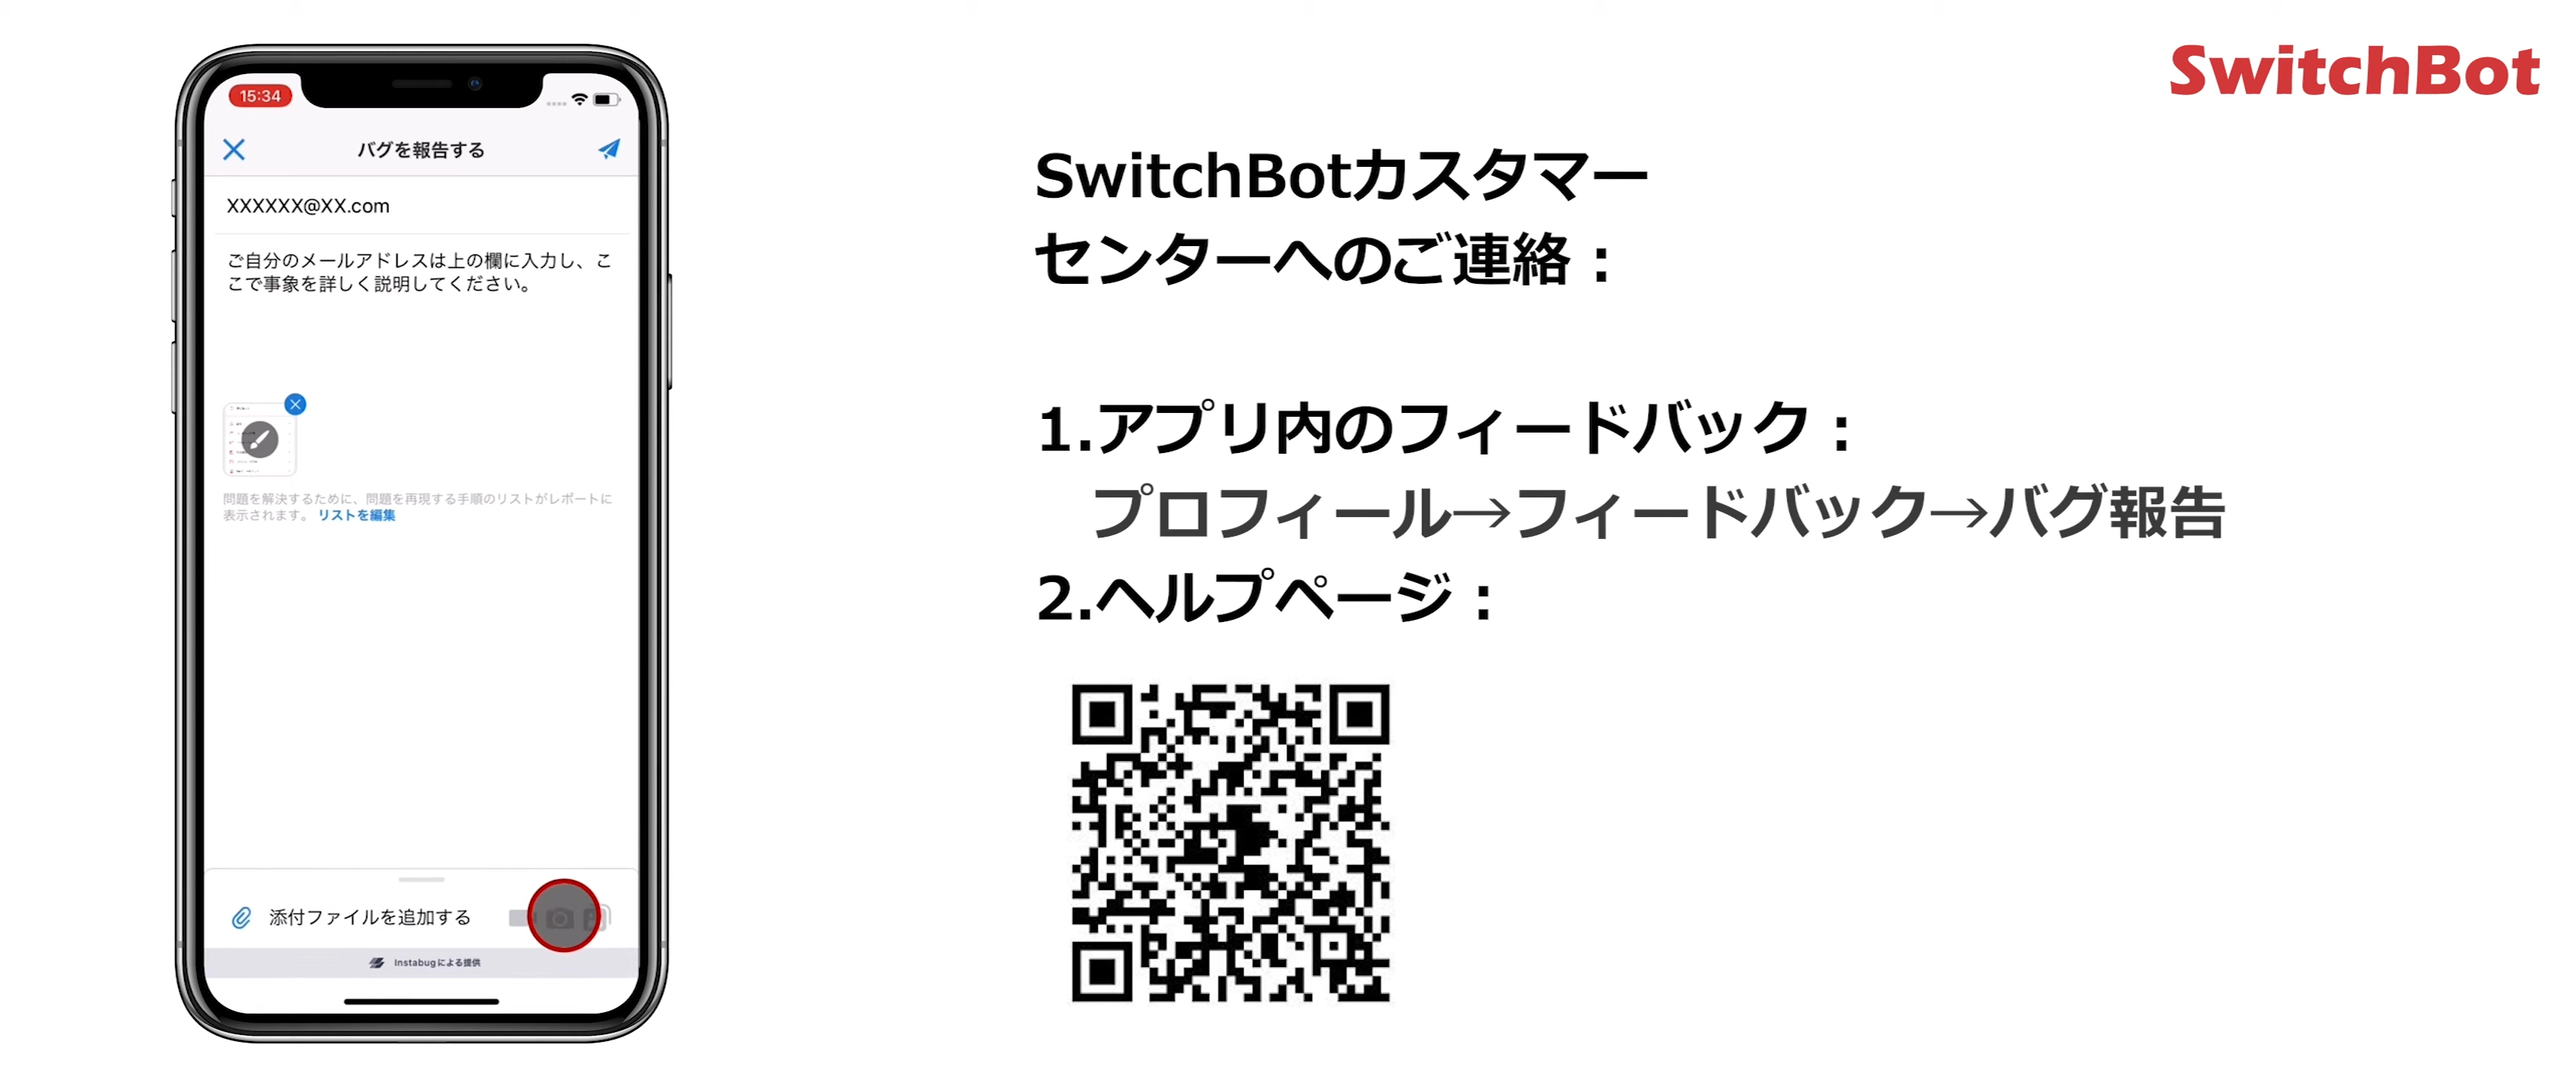 SwitchBot
15:34
バグを報告する
XXXXXX@XX.com
ご自分のメールアドレスは上の欄に入力し、こ
こで事象を詳しく説明してください。
問題を解決するために、問題を再現する手順のリストがレポートに
表示されます。 リストを編集
添付ファイルを追加する
Instabugによる提供
SwitchBotカスタマー
センターへのご連絡：
1.アプリ内のフィードバック：
プロフィール→フィードバック→バグ報告
2.ヘルプページ：